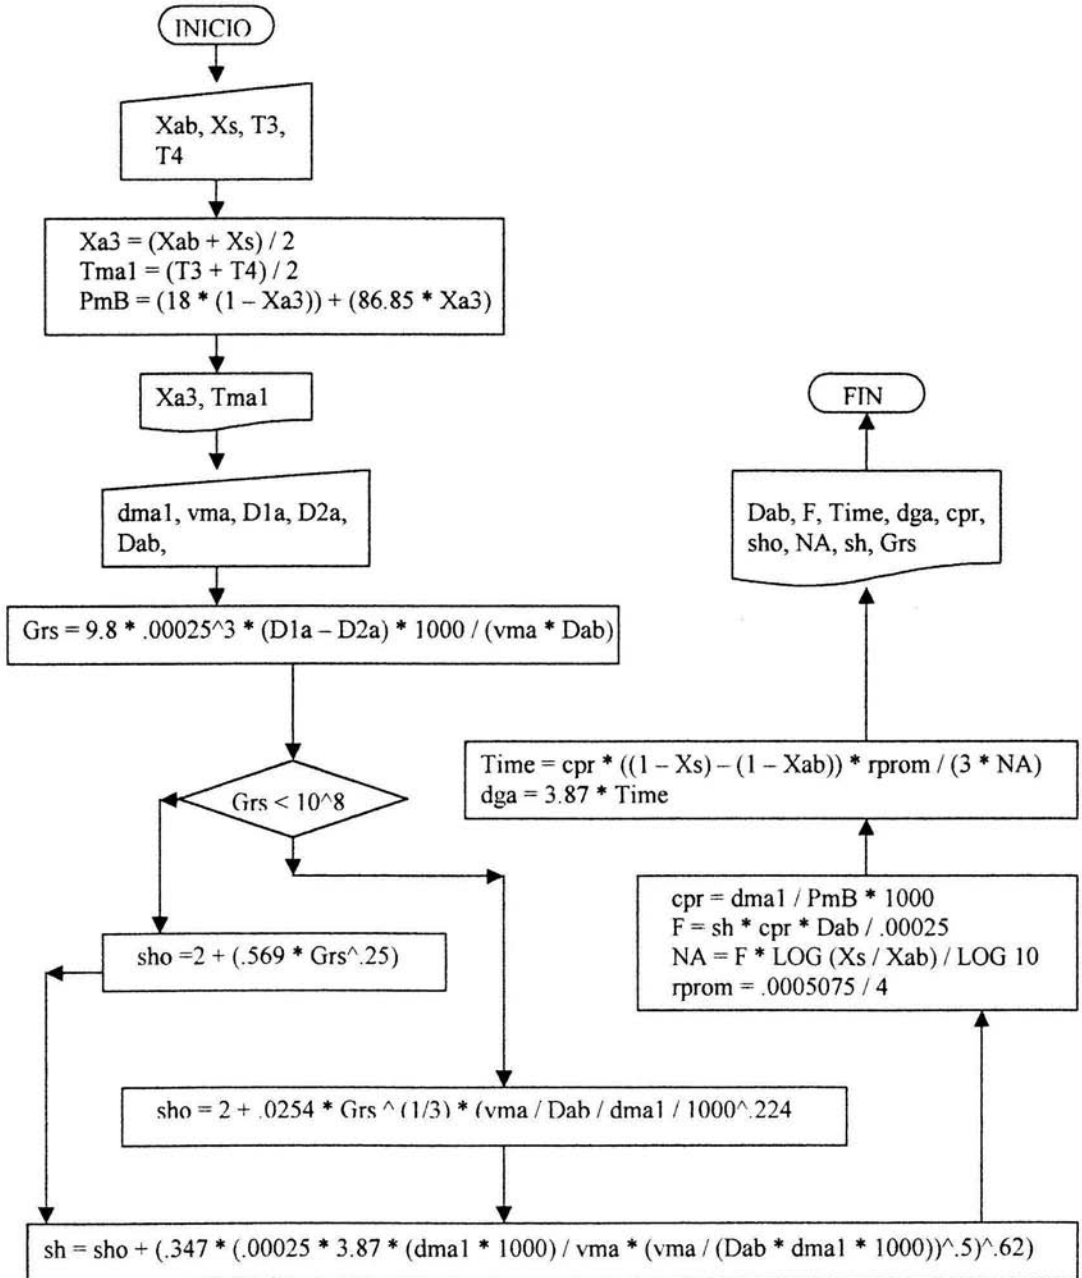 INICIO
Xab, Xs, T3,
T4
Xa3 = (Xab + Xs) / 2
Tma1 = (T3 + T4) / 2
PmB = (18 * (1 – Xa3)) + (86.85 * Xa3)
Xa3, Tma1
dma1, vma, D1a, D2a,
Dab,
Grs = 9.8 * .00025^3 * (D1a – D2a) * 1000 / (vma * Dab)
Grs < 10^8
sho =2 + (.569 * Grs^.25)
sho = 2 + .0254 * Grs ^ (1/3) * (vma / Dab / dma1 / 1000^.224
sh = sho + (.347 * (.00025 * 3.87 * (dma1 * 1000) / vma * (vma / (Dab * dma1 * 1000))^.5)^.62)
cpr = dma1 / PmB * 1000
F = sh * cpr * Dab / .00025
NA = F * LOG (Xs / Xab) / LOG 10
rprom = .0005075 / 4
Time = cpr * ((1 – Xs) – (1 – Xab)) * rprom / (3 * NA)
dga = 3.87 * Time
Dab, F, Time, dga, cpr,
sho, NA, sh, Grs
FIN